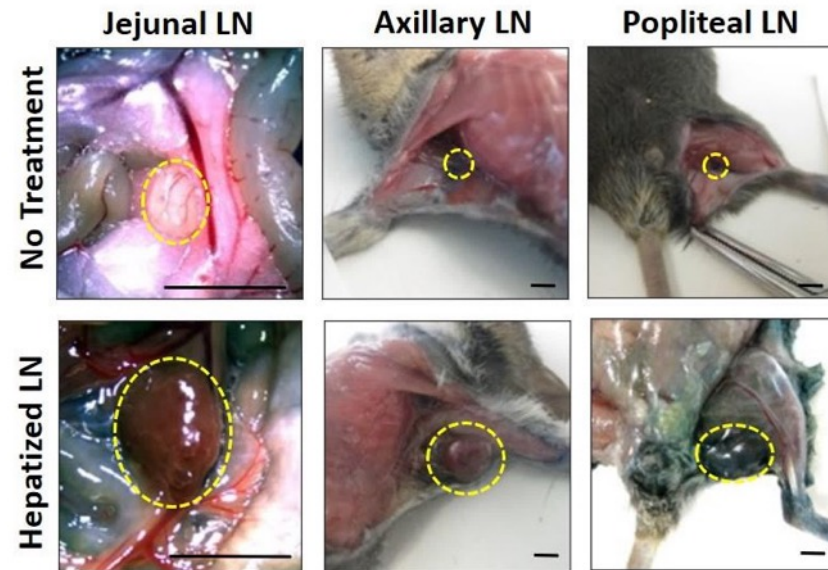 Jejunal LN
Axillary LN
Popliteal LN
No Treatment
Hepatized LN